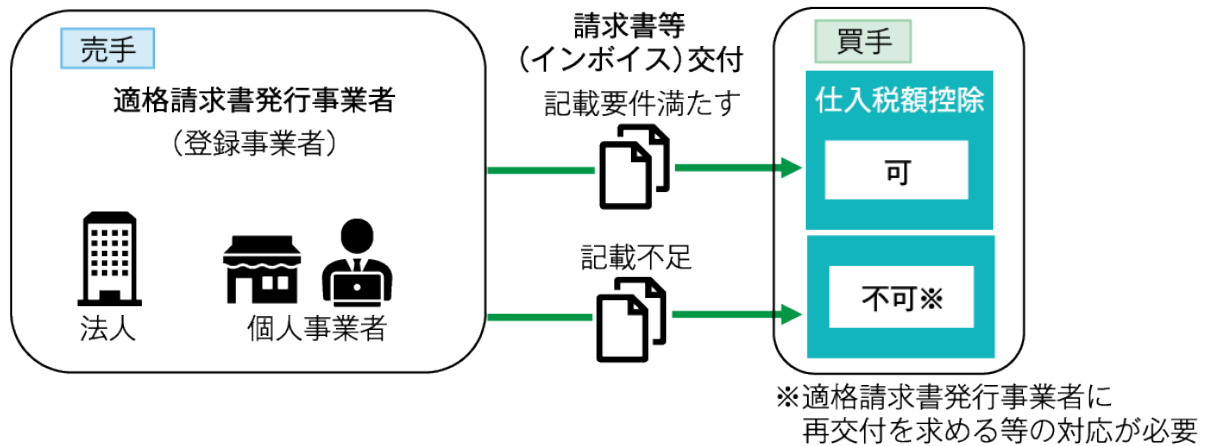 売手
適格請求書発行事業者
（登録事業者）
法人
個人事業者
請求書等
（インボイス）交付
記載要件満たす
記載不足
買手
仕入税額控除
可
不可※
※適格請求書発行事業者に
再交付を求める等の対応が必要